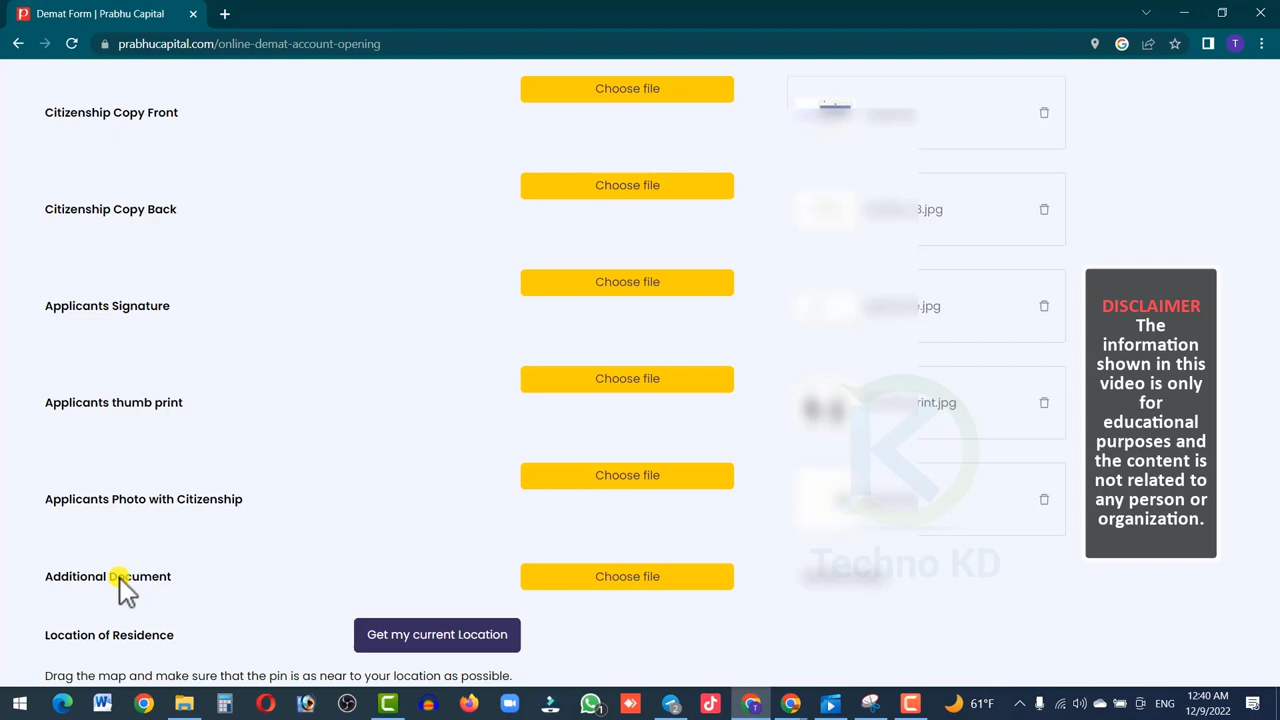 Demat Form | Prabhu Capital
prabhucapital.com/online-demat-account-opening
T
Citizenship Copy Front
Choose file
Citizenship Copy Back
Choose file
.jpg
Applicants Signature
Choose file
.jpg
Applicants thumb print
Choose file
rint.jpg
Applicants Photo with Citizenship
Choose file
Additional Document
Choose file
Location of Residence
Get my current Location
Drag the map and make sure that the pin is as near to your location as possible.
DISCLAIMER
The
information
shown in this
video is only
for
educational
purposes and
the content is
not related to
any person or
organization.
Techno KD
61°F
ENG
12:40 AM
12/9/2022